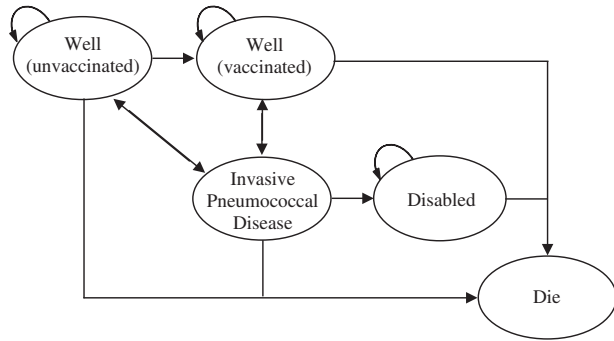 Well
(unvaccinated)
Well
(vaccinated)
Invasive
Pneumococcal
Disease
Disabled
Die